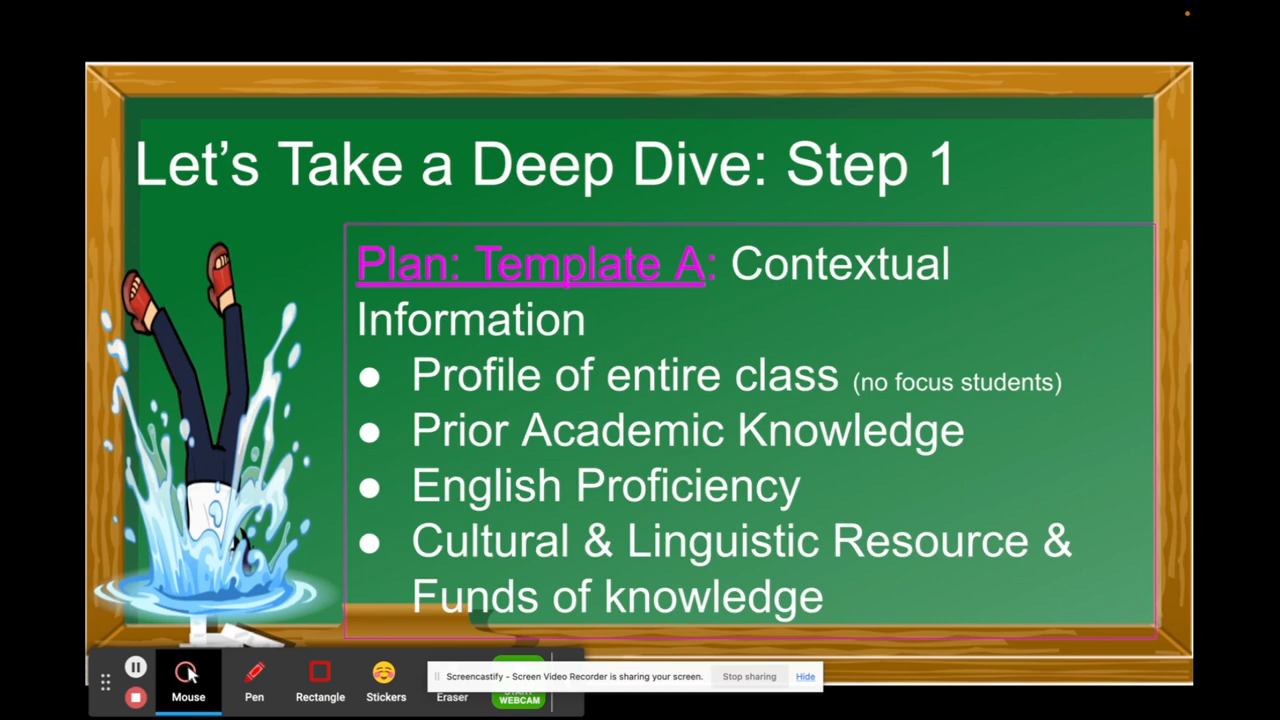 Let's Take a Deep Dive: Step 1
Plan: Template A: Contextual
Information
● Profile of entire class (no focus students)
● Prior Academic Knowledge
● English Proficiency
● Cultural & Linguistic Resource &
Funds of knowledge
Screencastify - Screen Video Recorder is sharing your screen. Stop sharing Hide
Mouse Pen Rectangle Stickers Eraser
WEBCAM